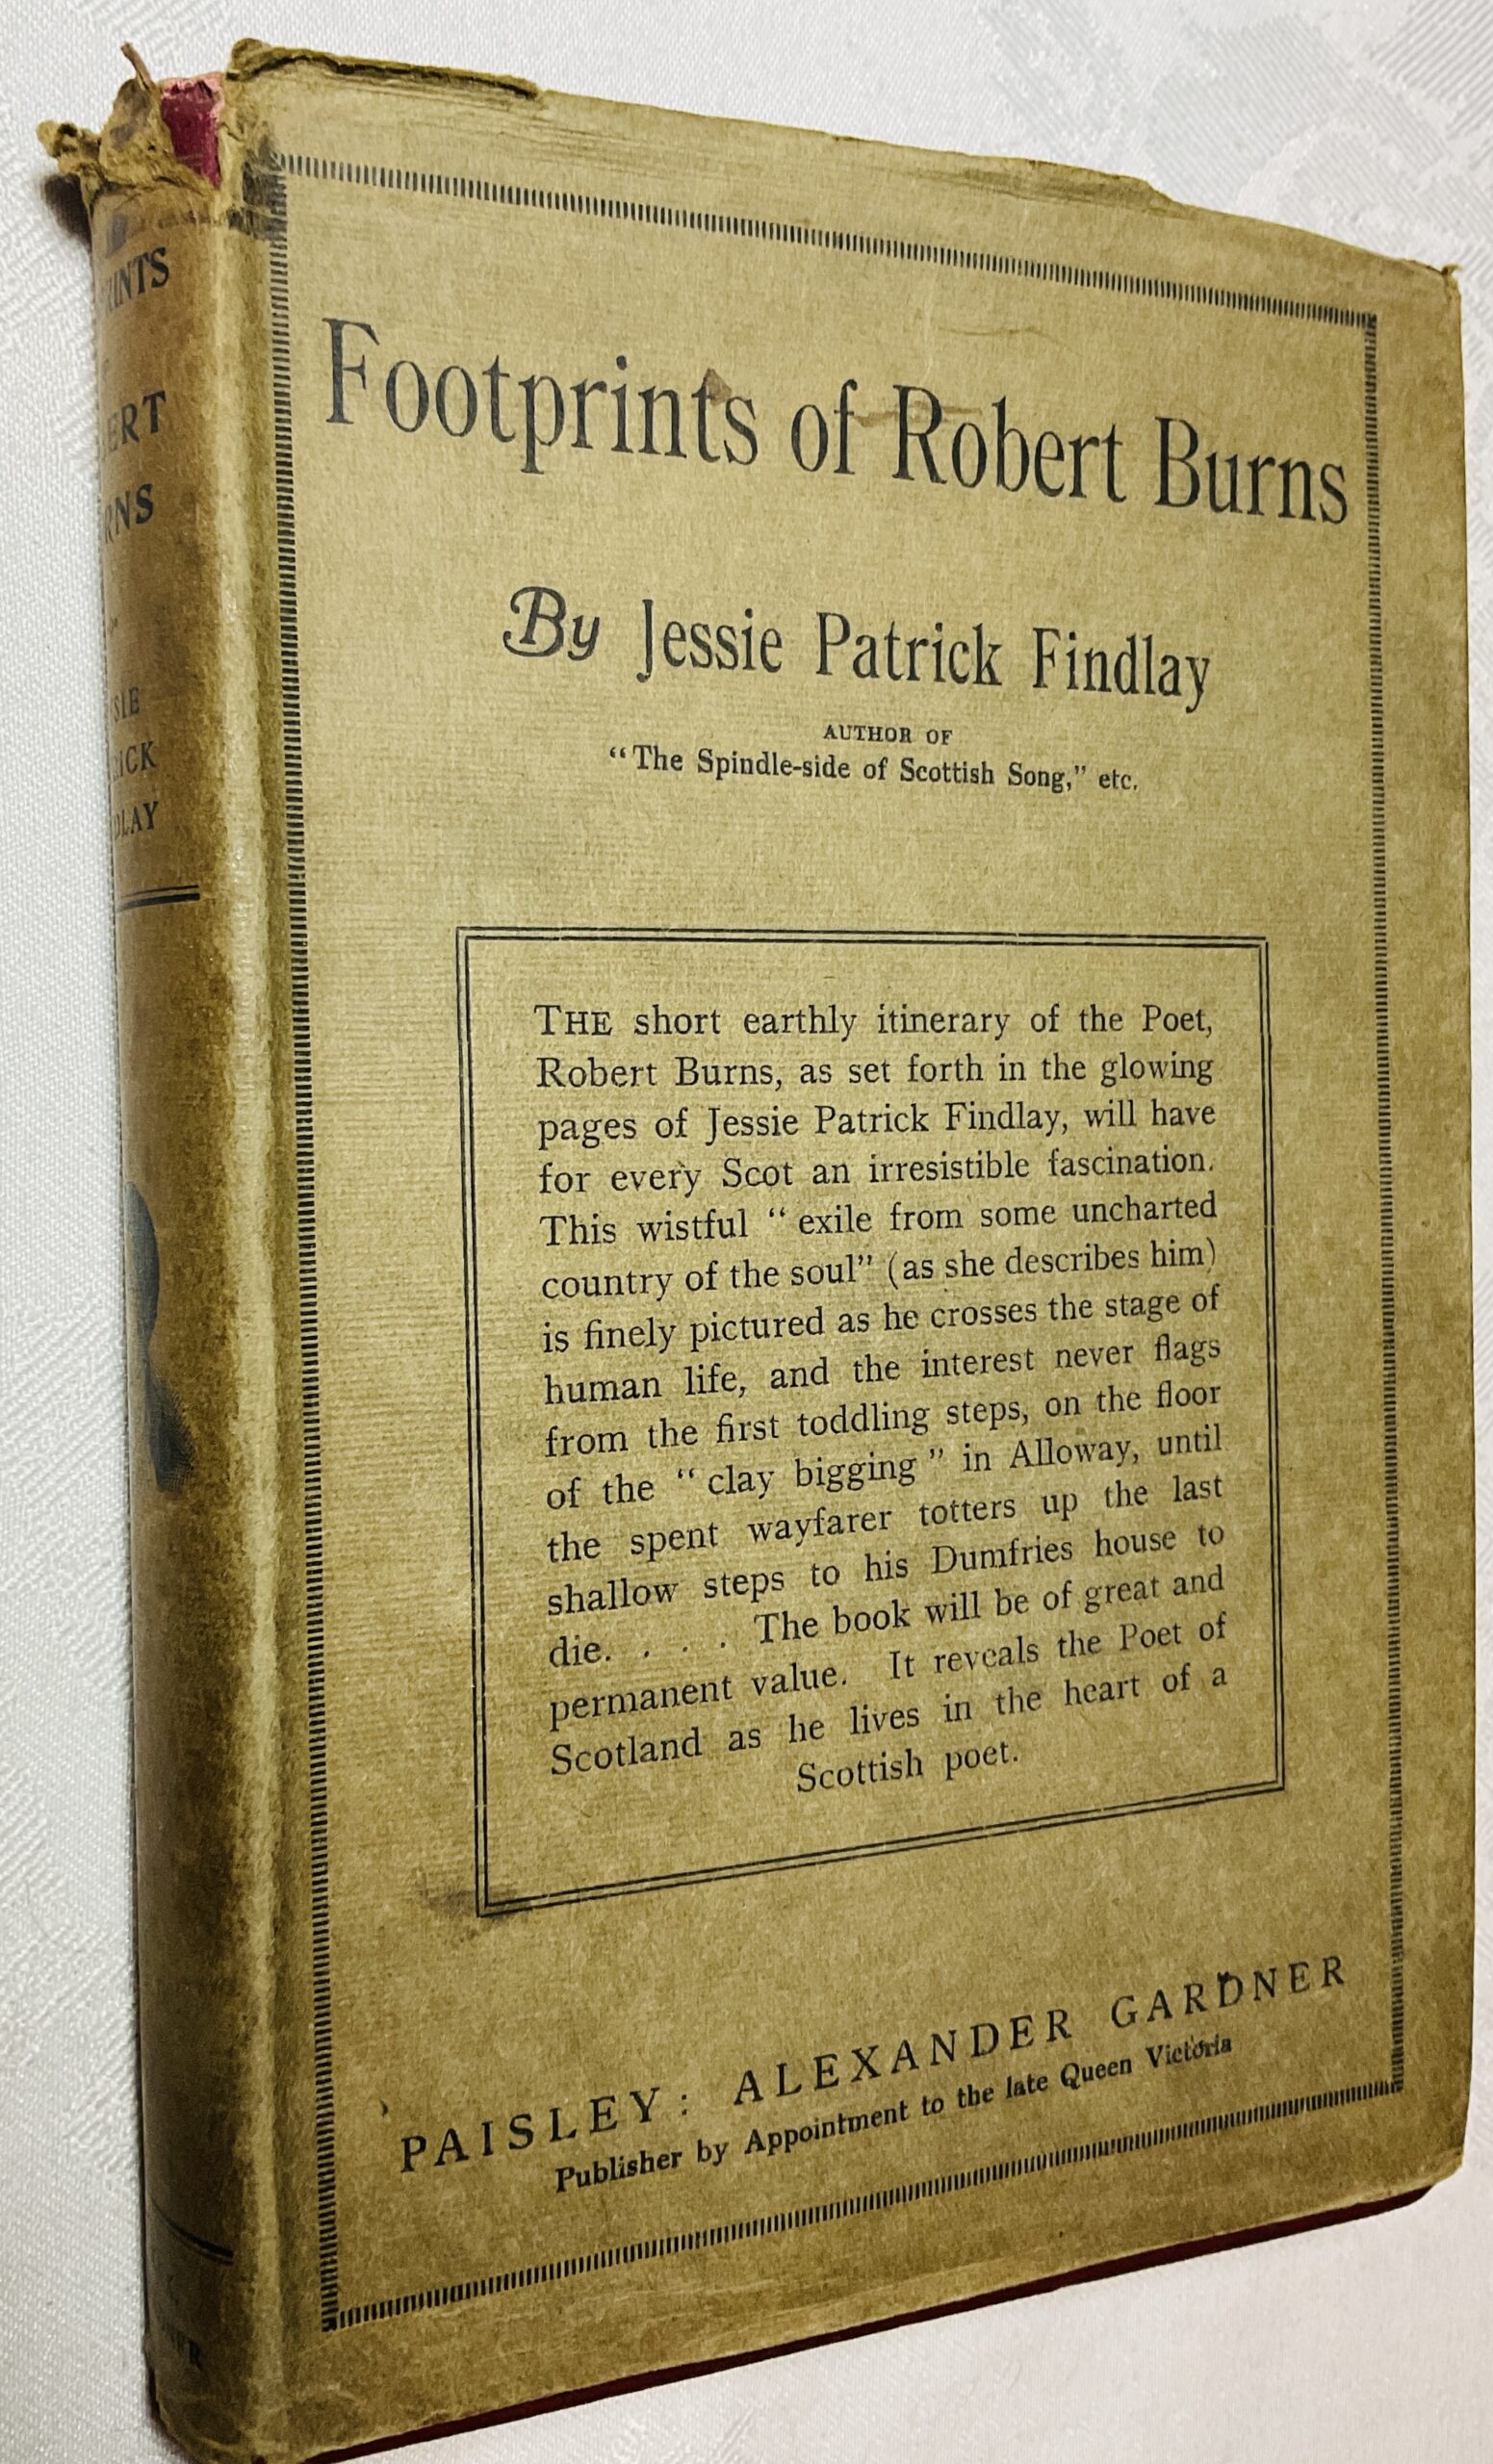 Footprints of Robert Burns
By Jessie Patrick Findlay
AUTHOR OF
“The Spindle-side of Scottish Song,” etc.
THE short earthly itinerary of the Poet,
Robert Burns, as set forth in the glowing
pages of Jessie Patrick Findlay, will have
for every Scot an irresistible fascination.
This wistful “exile from some uncharted
country of the soul” (as she describes him)
is finely pictured as he crosses the stage of
human life, and the interest never flags
from the first toddling steps, on the floor
of the “clay bigging” in Alloway, until
the spent wayfarer totters up the last
shallow steps to his Dumfries house to
die. . . . The book will be of great and
permanent value. It reveals the Poet of
Scotland as he lives in the heart of a
Scottish poet.
PAISLEY: ALEXANDER GARDNER
Publisher by Appointment to the late Queen Victoria